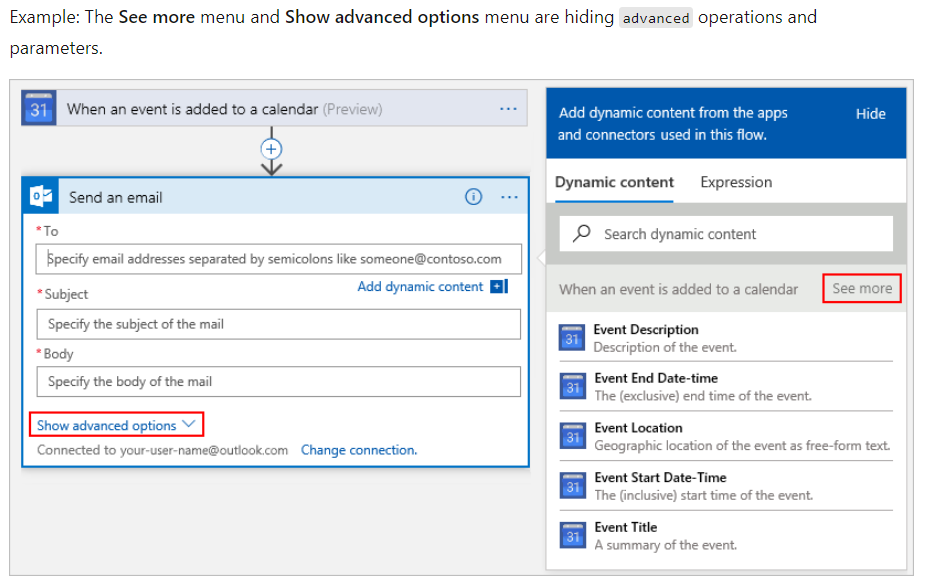 Example: The See more menu and Show advanced options menu are hiding advanced operations and
parameters.
31 When an event is added to a calendar (Preview) ...
Send an email
* To
Specify email addresses separated by semicolons like someone@contoso.com
Add dynamic content
* Subject
Specify the subject of the mail
* Body
Specify the body of the mail
Show advanced options
Connected to your-user-name@outlook.com Change connection.
Add dynamic content from the apps
and connectors used in this flow.
Hide
Dynamic content Expression
Search dynamic content
When an event is added to a calendar See more
31 Event Description
Description of the event.
31 Event End Date-time
The (exclusive) end time of the event.
31 Event Location
Geographic location of the event as free-form text.
31 Event Start Date-Time
The (inclusive) start time of the event.
31 Event Title
A summary of the event.